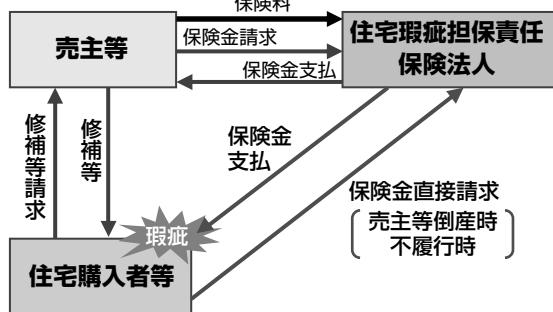 保険料
売主等
保険金請求
保険金支払
住宅瑕疵担保責任
保険法人
修補等請求
修補等
保険金
支払
保険金直接請求
売主等倒産時
不履行時
瑕疵
住宅購入者等